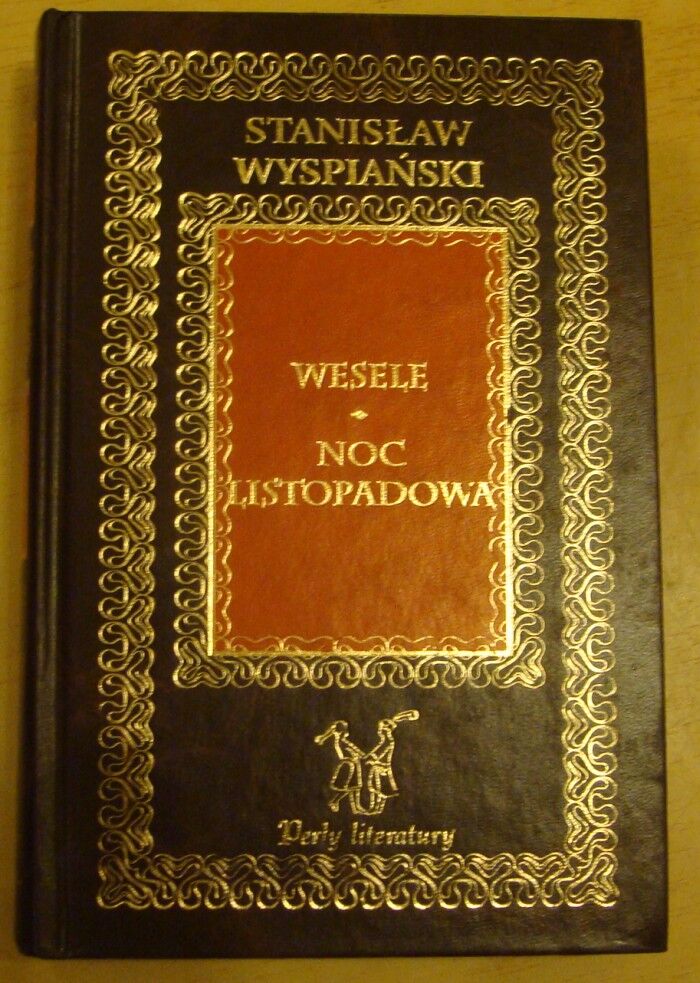 STANISŁAW
WYSPIAŃSKI
WESELE
NOC
LISTOPADOWA
Perły literatury